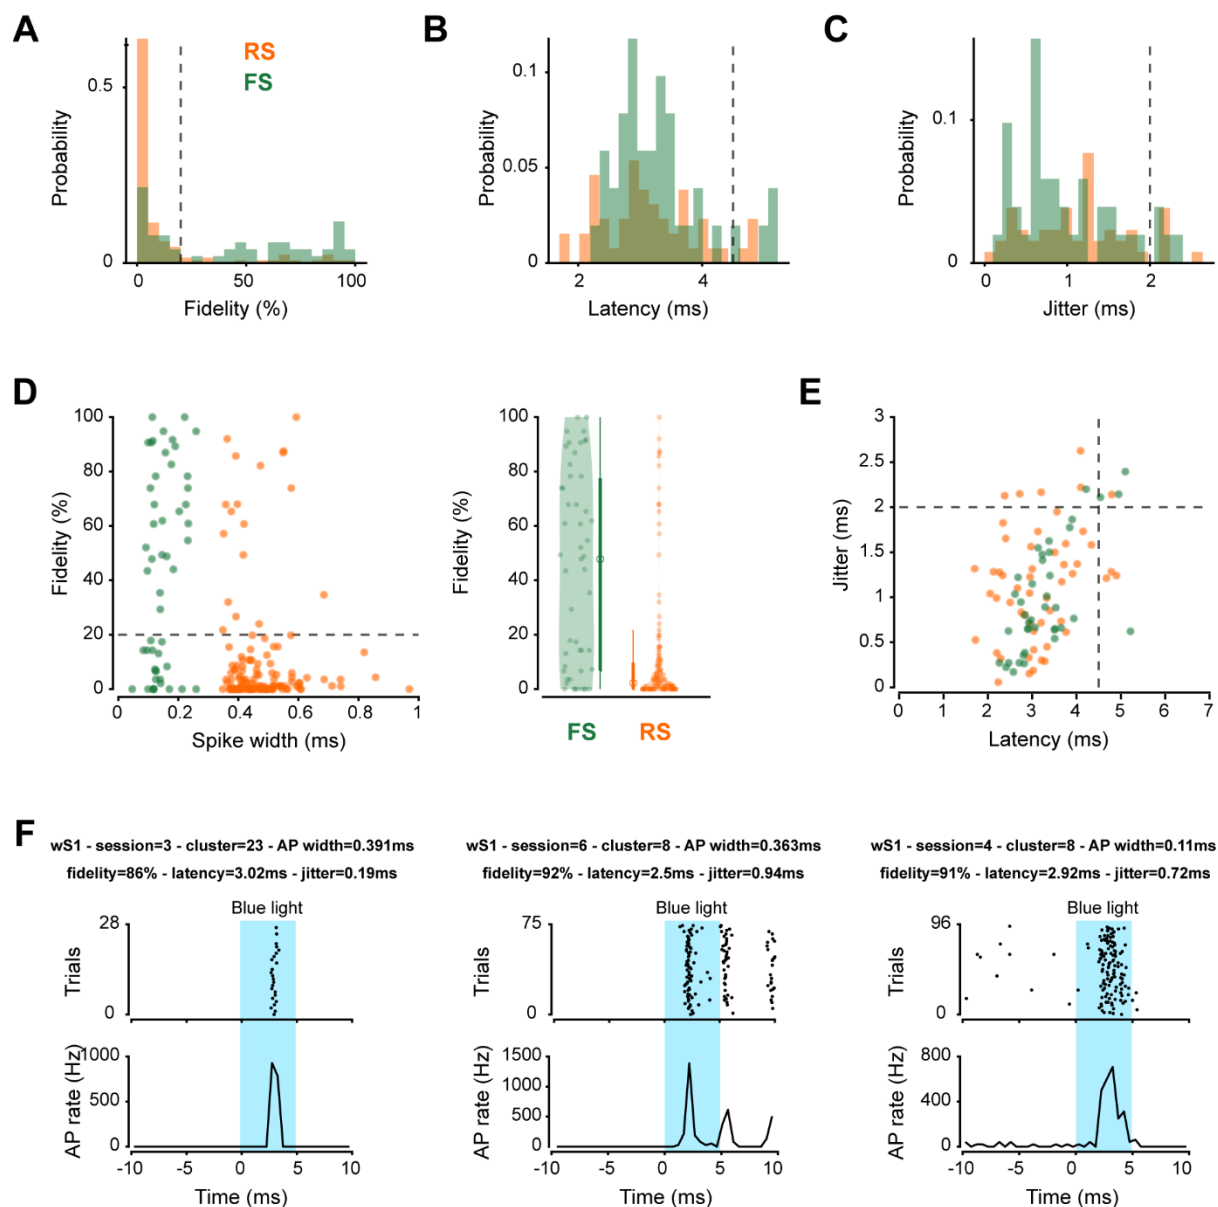 A
RS
FS
0.5
0
Probability
0
50
100
Fidelity (%)
B
0.1
0.05
0
Probability
2
4
Latency (ms)
C
0.1
0
Probability
0
1
2
Jitter (ms)
D
100
80
60
40
20
0
Fidelity (%)
0
0.2
0.4
0.6
0.8
1
Spike width (ms)
100
80
60
40
20
0
Fidelity (%)
FS
RS
E
3
2.5
2
1.5
1
0.5
0
Jitter (ms)
0
1
2
3
4
5
6
7
Latency (ms)
F
wS1 - session=3 - cluster=23 - AP width=0.391ms
fidelity=86% - latency=3.02ms - jitter=0.19ms
Blue light
28
0
Trials
1000
500
0
AP rate (Hz)
-10
-5
0
5
10
Time (ms)
wS1 - session=6 - cluster=8 - AP width=0.363ms
fidelity=92% - latency=2.5ms - jitter=0.94ms
Blue light
75
0
Trials
1500
1000
500
0
AP rate (Hz)
-10
-5
0
5
10
Time (ms)
wS1 - session=4 - cluster=8 - AP width=0.11ms
fidelity=91% - latency=2.92ms - jitter=0.72ms
Blue light
96
0
Trials
800
400
0
AP rate (Hz)
-10
-5
0
5
10
Time (ms)